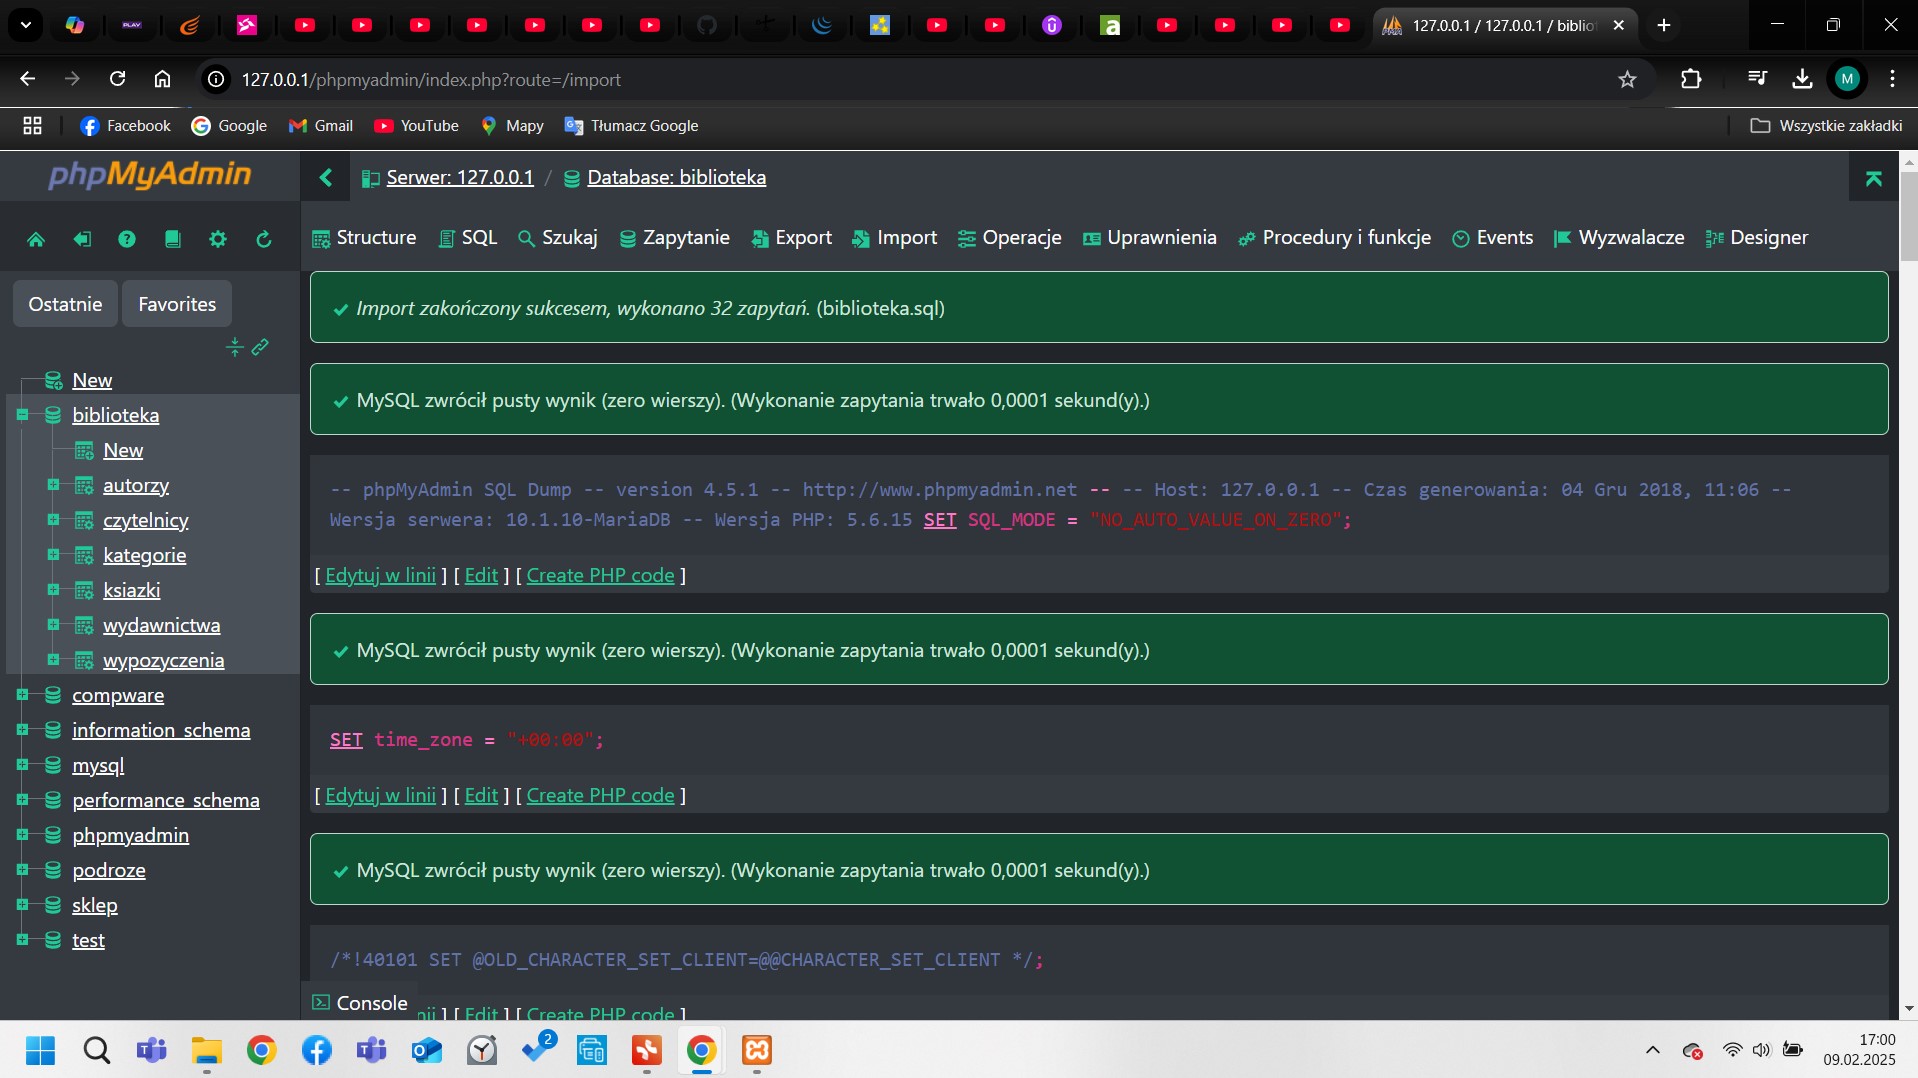 PLAY
127.0.0.1 / 127.0.0.1 / biblio
127.0.0.1/phpmyadmin/index.php?route=/import
M
Facebook
Google
Gmail
YouTube
Mapy
Tłumacz Google
Wszystkie zakładki
phpMyAdmin
Serwer: 127.0.0.1 / Database: biblioteka
Structure
SQL
Szukaj
Zapytanie
Export
Import
Operacje
Uprawnienia
Procedury i funkcje
Events
Wyzwalacze
Designer
Ostatnie
Favorites
New
biblioteka
New
autorzy
czytelnicy
kategorie
ksiazki
wydawnictwa
wypozyczenia
compware
information_schema
mysql
performance_schema
phpmyadmin
podroze
sklep
test
Import zakończony sukcesem, wykonano 32 zapytań. (biblioteka.sql)
MySQL zwrócił pusty wynik (zero wierszy). (Wykonanie zapytania trwało 0,0001 sekund(y).)
-- phpMyAdmin SQL Dump -- version 4.5.1 -- http://www.phpmyadmin.net -- -- Host: 127.0.0.1 -- Czas generowania: 04 Gru 2018, 11:06 --
Wersja serwera: 10.1.10-MariaDB -- Wersja PHP: 5.6.15 SET SQL_MODE = "NO_AUTO_VALUE_ON_ZERO";
[ Edytuj w linii ] [ Edit ] [ Create PHP code ]
MySQL zwrócił pusty wynik (zero wierszy). (Wykonanie zapytania trwało 0,0001 sekund(y).)
SET time_zone = "+00:00";
[ Edytuj w linii ] [ Edit ] [ Create PHP code ]
MySQL zwrócił pusty wynik (zero wierszy). (Wykonanie zapytania trwało 0,0001 sekund(y).)
/*!40101 SET @OLD_CHARACTER_SET_CLIENT=@@CHARACTER_SET_CLIENT */;
Console
nii ] [ Edit ] [ Create PHP code ]
2
17:00
09.02.2025